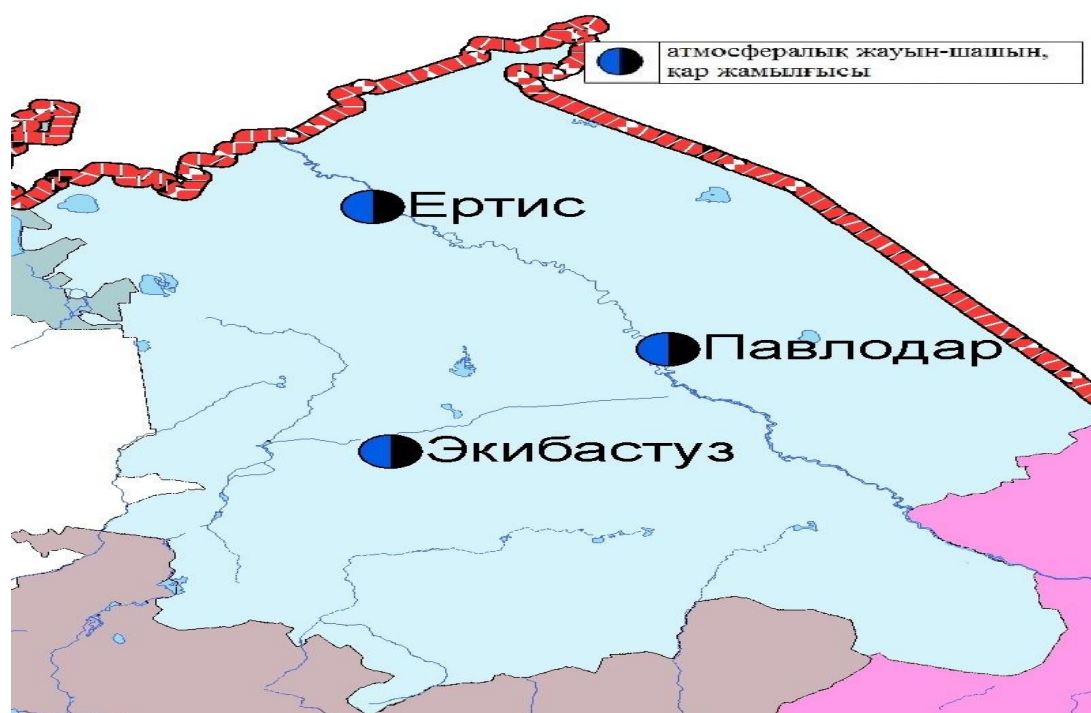 атмосфералық жауын-шашын,
қар жамылғысы
Ертис
Павлодар
Экибастуз